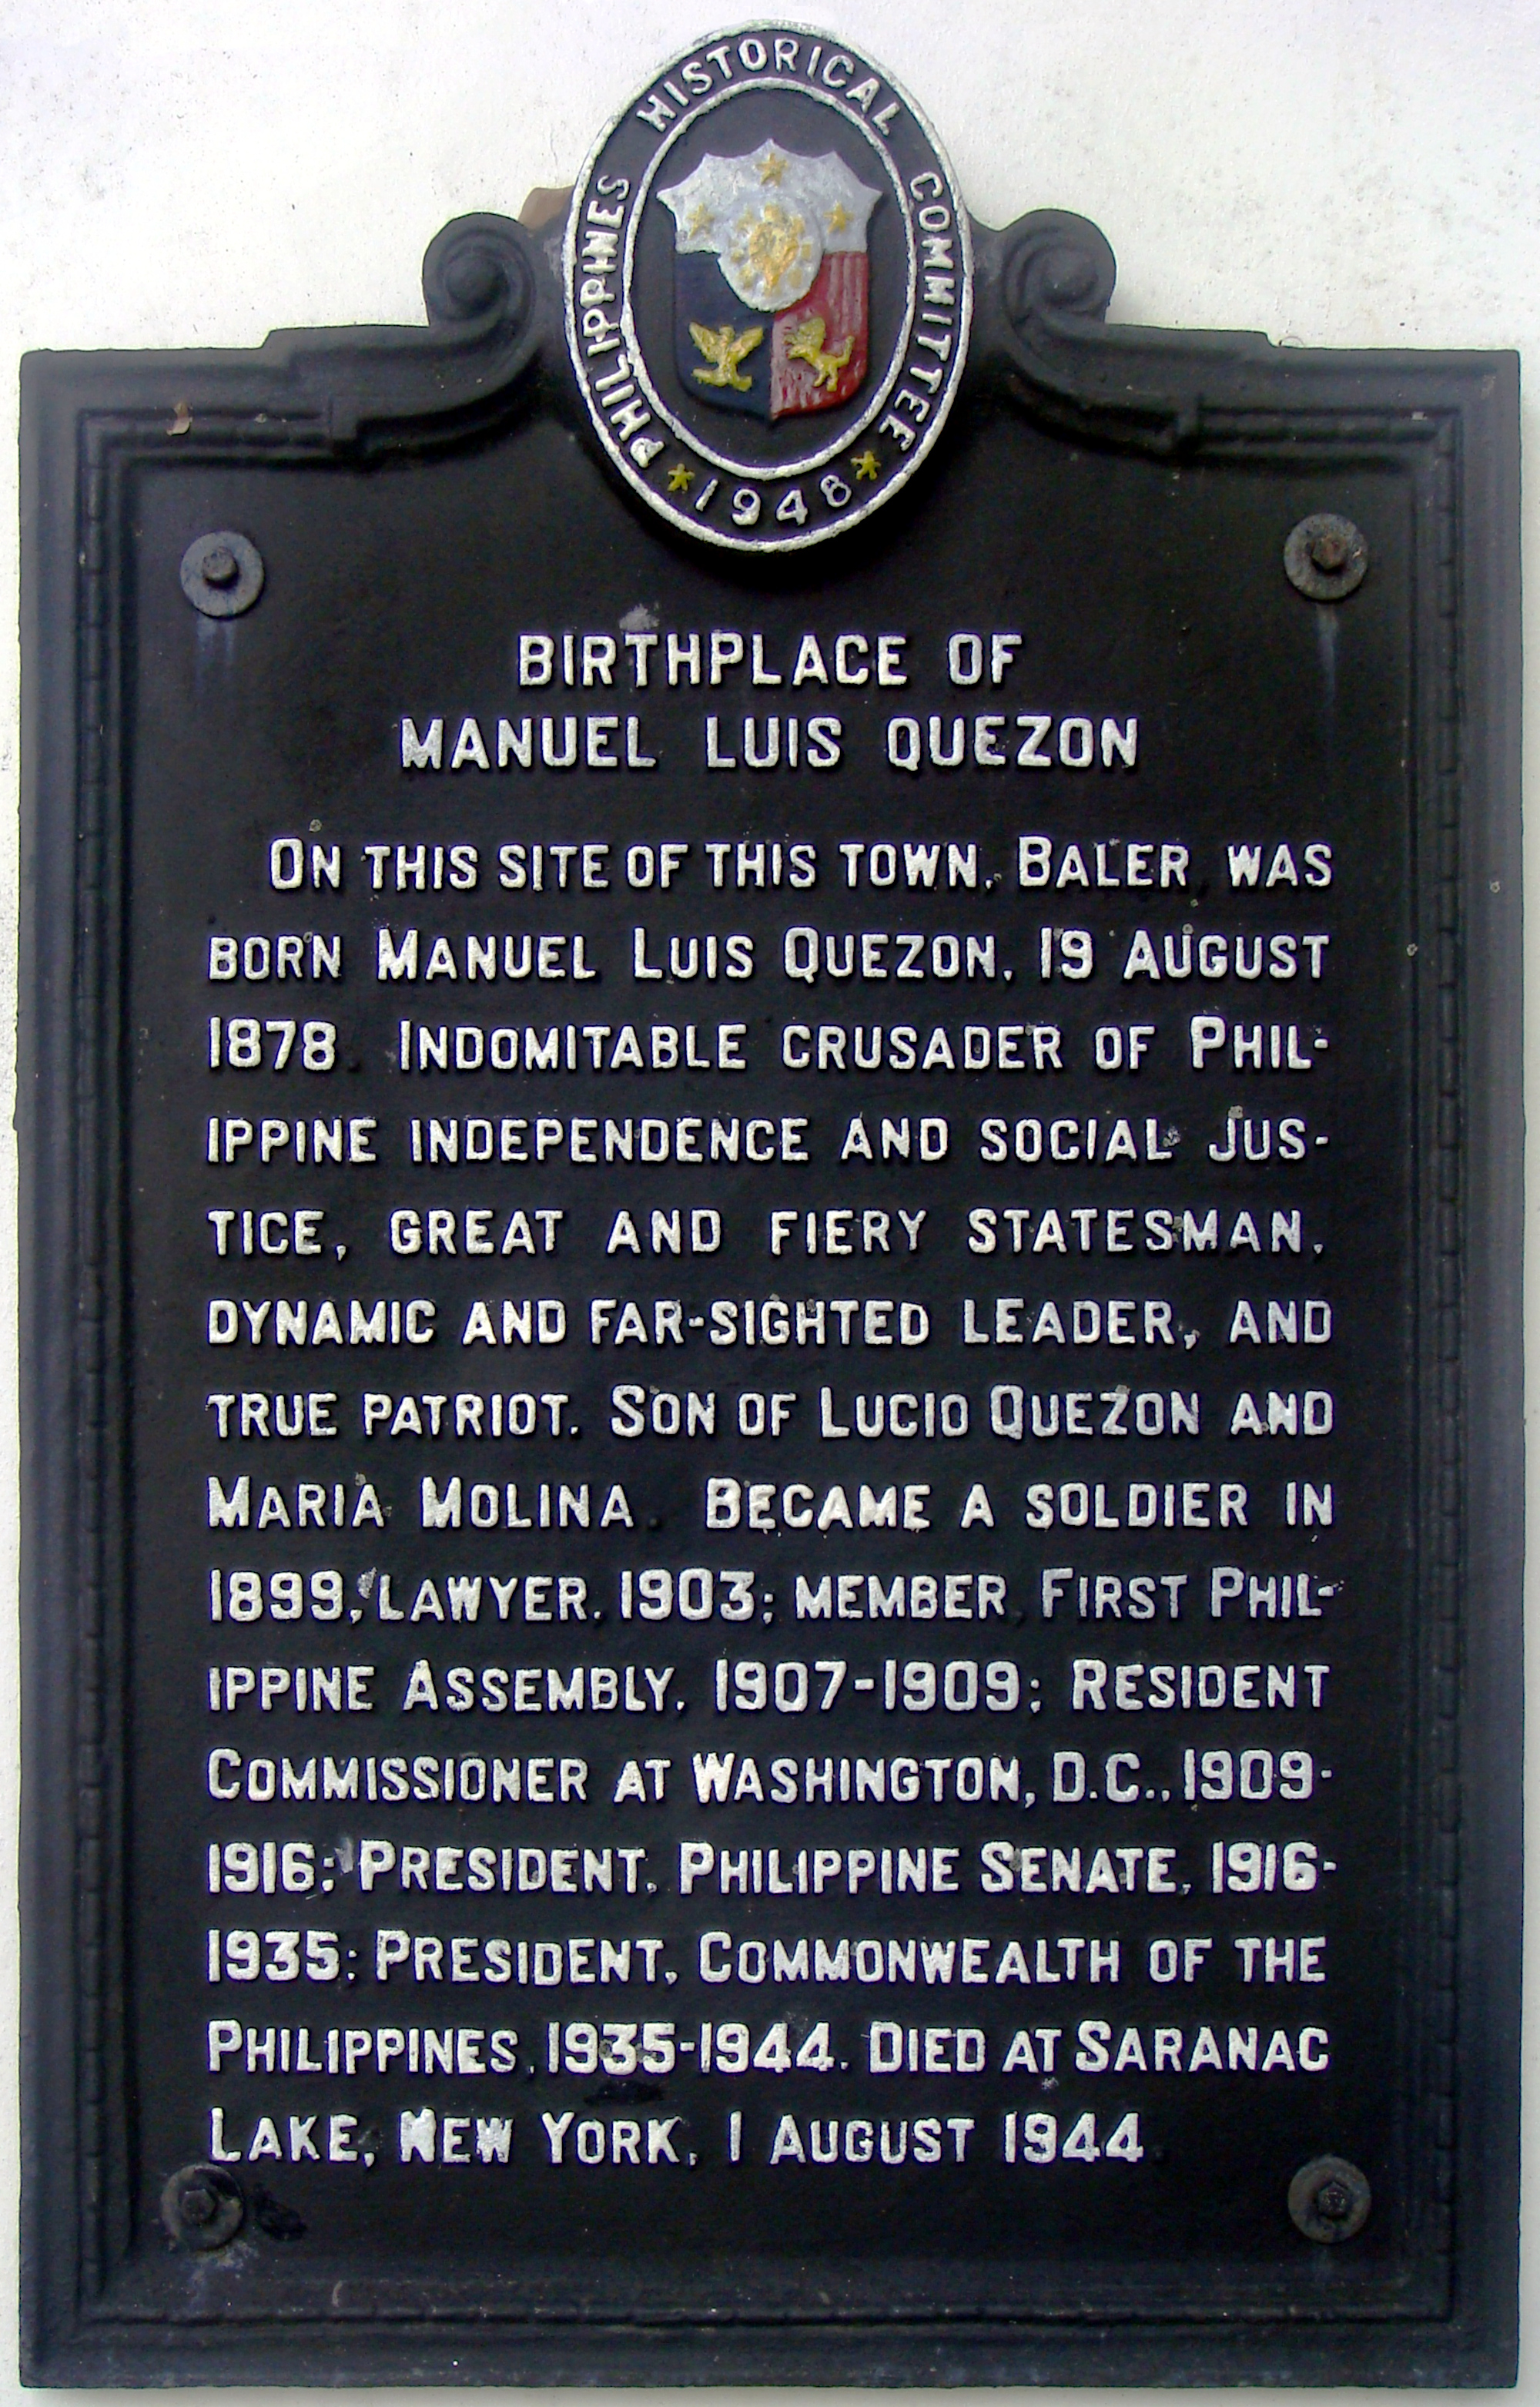 PHILIPPINES HISTORICAL COMMITTEE
1948
BIRTHPLACE OF
MANUEL LUIS QUEZON
ON THIS SITE OF THIS TOWN, BALER, WAS
BORN MANUEL LUIS QUEZON, 19 AUGUST
1878. INDOMITABLE CRUSADER OF PHIL-
IPPINE INDEPENDENCE AND SOCIAL JUS-
TICE, GREAT AND FIERY STATESMAN,
DYNAMIC AND FAR-SIGHTED LEADER, AND
TRUE PATRIOT. SON OF LUCIO QUEZON AND
MARIA MOLINA. BECAME A SOLDIER IN
1899, LAWYER, 1903; MEMBER, FIRST PHIL-
IPPINE ASSEMBLY, 1907-1909; RESIDENT
COMMISSIONER AT WASHINGTON, D.C., 1909-
1916; PRESIDENT, PHILIPPINE SENATE, 1916-
1935; PRESIDENT, COMMONWEALTH OF THE
PHILIPPINES, 1935-1944. DIED AT SARANAC
LAKE, NEW YORK, 1 AUGUST 1944